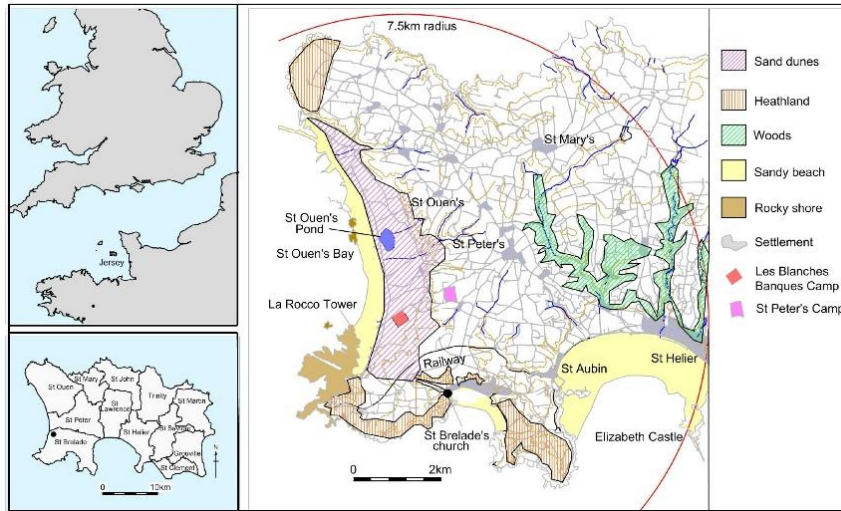 Jersey
St Ouen
St Mary
St John
St Lawrence
Trinity
St Martin
St Peter
St Helier
St Saviour
St Brelade
Grouville
St Clement
N
0 10km
7.5km radius
St Mary's
St Ouen's
St Ouen's
Pond
St Peter's
St Ouen's Bay
La Rocco Tower
Railway
St Aubin
St Helier
St Brelade's
church
Elizabeth Castle
0 2km
Sand dunes
Heathland
Woods
Sandy beach
Rocky shore
Settlement
Les Blanches
Banques Camp
St Peter's Camp